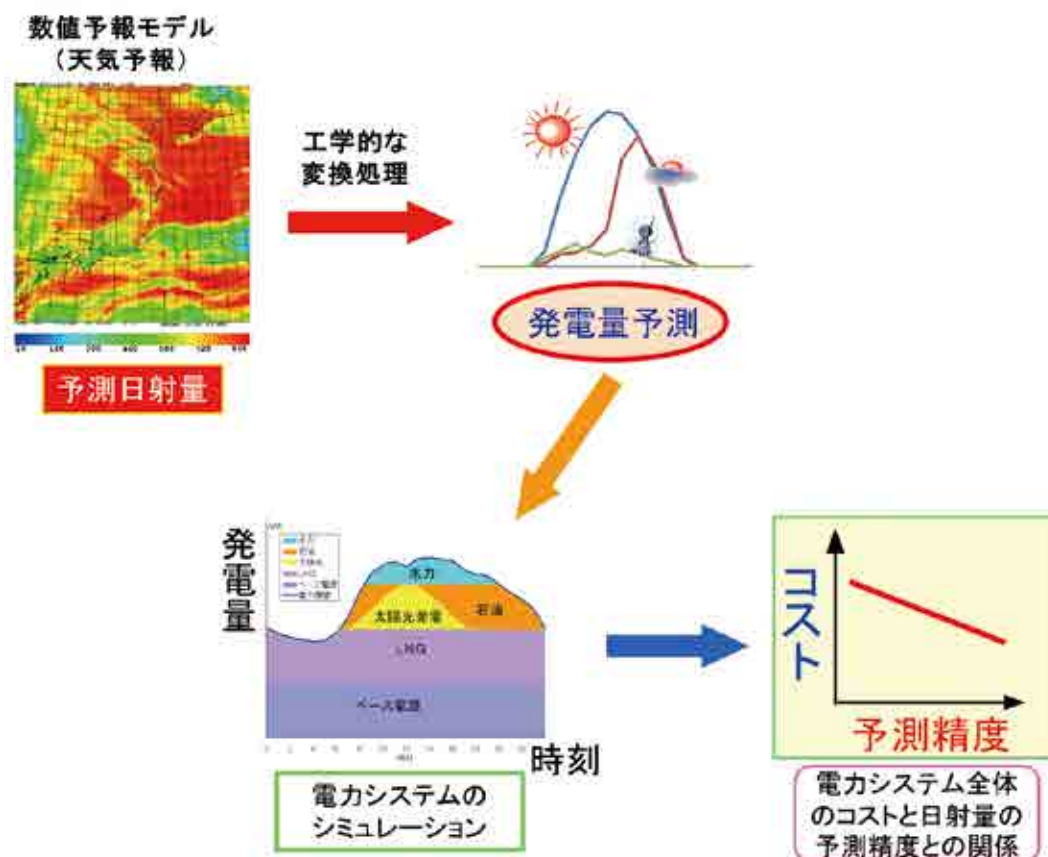 数値予報モデル
（天気予報）
工学的な
変換処理
発電量予測
予測日射量
発電量
水力
太陽光発電
石油
LNG
ベース電源
時刻
電力システムの
シミュレーション
コスト
予測精度
電力システム全体
のコストと日射量の
予測精度との関係